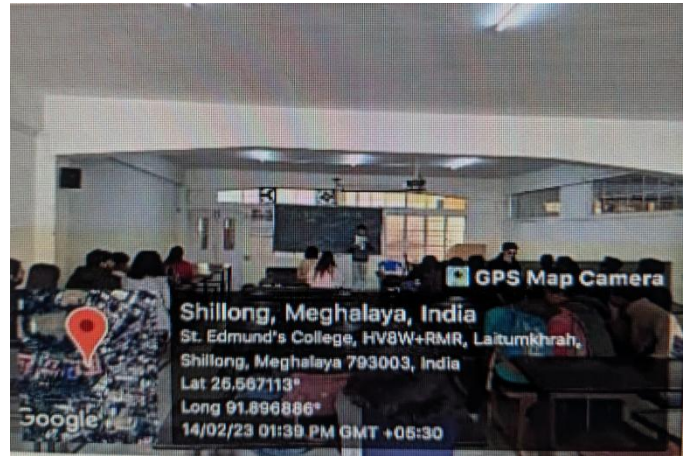 GPS Map Camera
Shillong, Meghalaya, India
St. Edmund's College, HV8W+RMR, Laitumkhrah,
Shillong, Meghalaya 793003, India
Lat 25.567113°
Long 91.896886°
14/02/23 01:39 PM GMT +05:30
Google